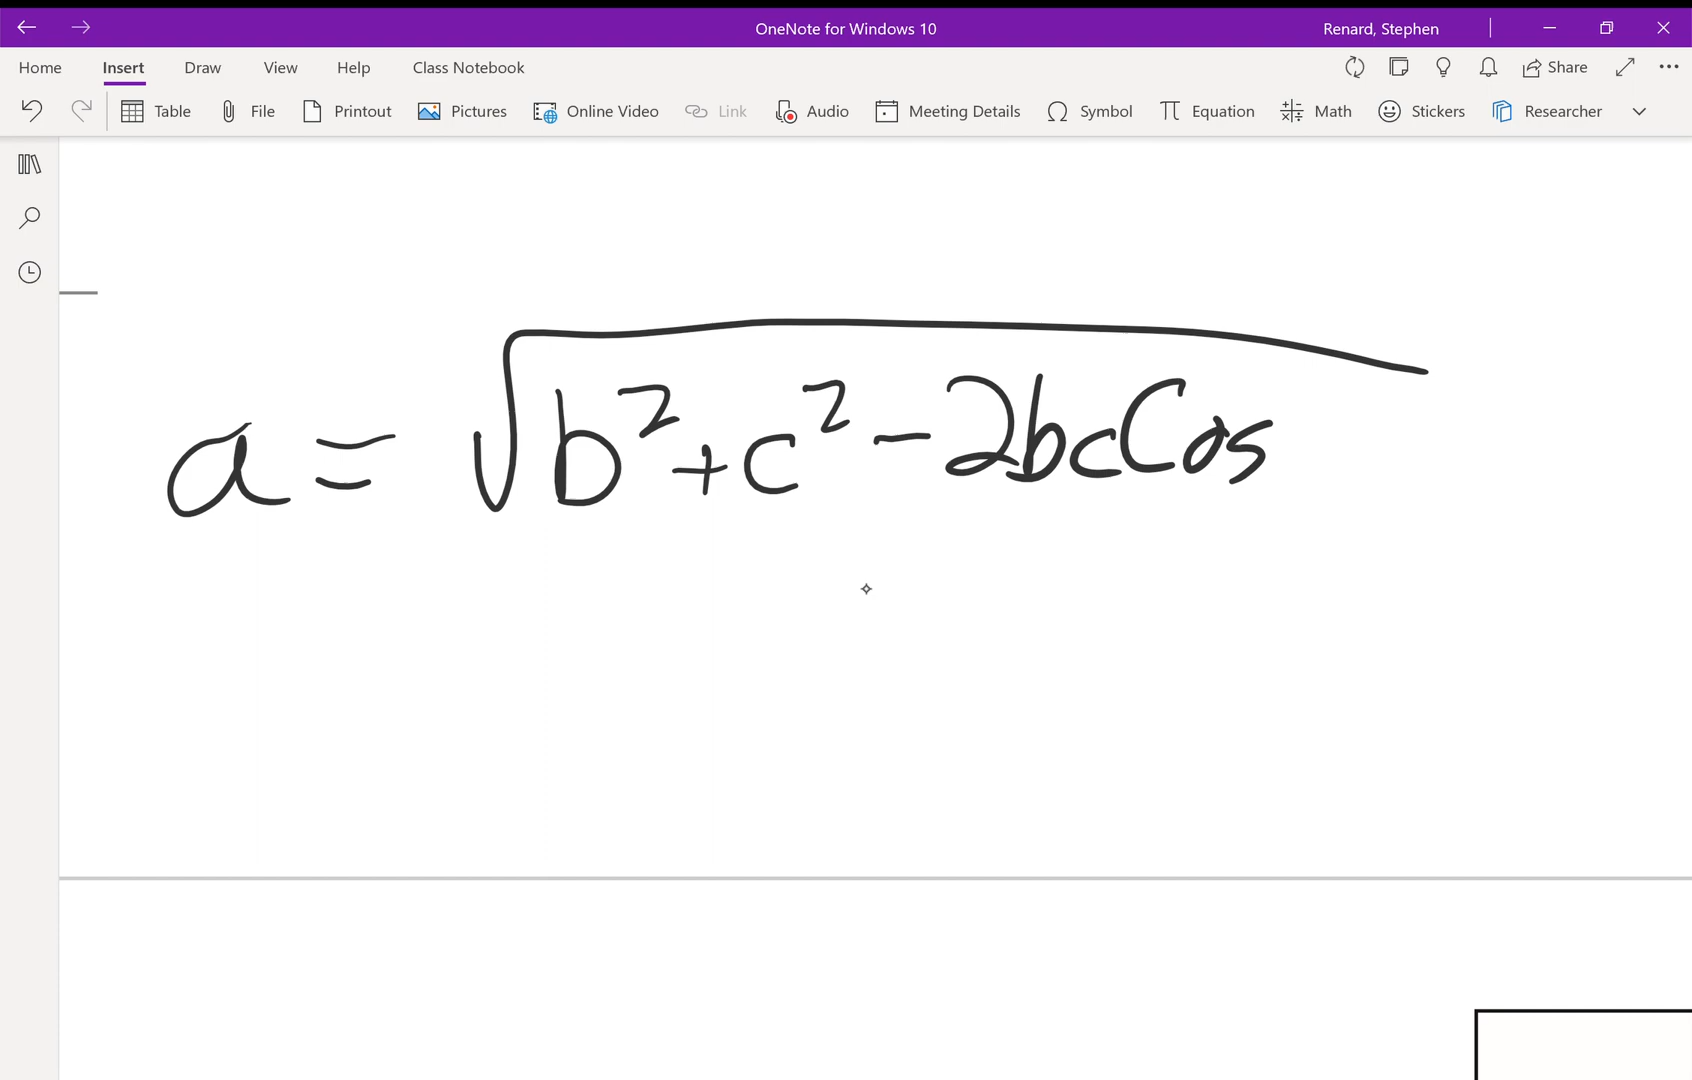 OneNote for Windows 10
Renard, Stephen
Home Insert Draw View Help Class Notebook
Share
Table File Printout Pictures Online Video Link Audio Meeting Details Symbol Equation Math Stickers Researcher
a = √b²+c²-2bcCos